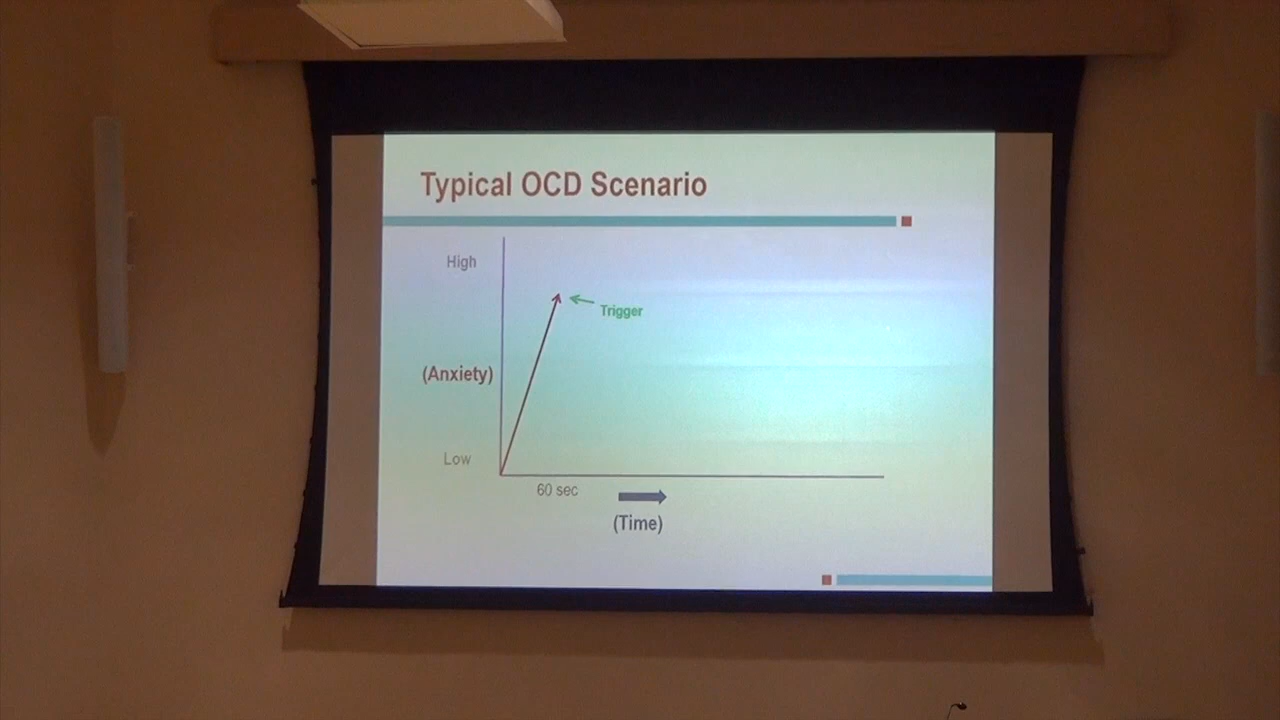 Typical OCD Scenario
High
Trigger
(Anxiety)
Low
60 sec
(Time)